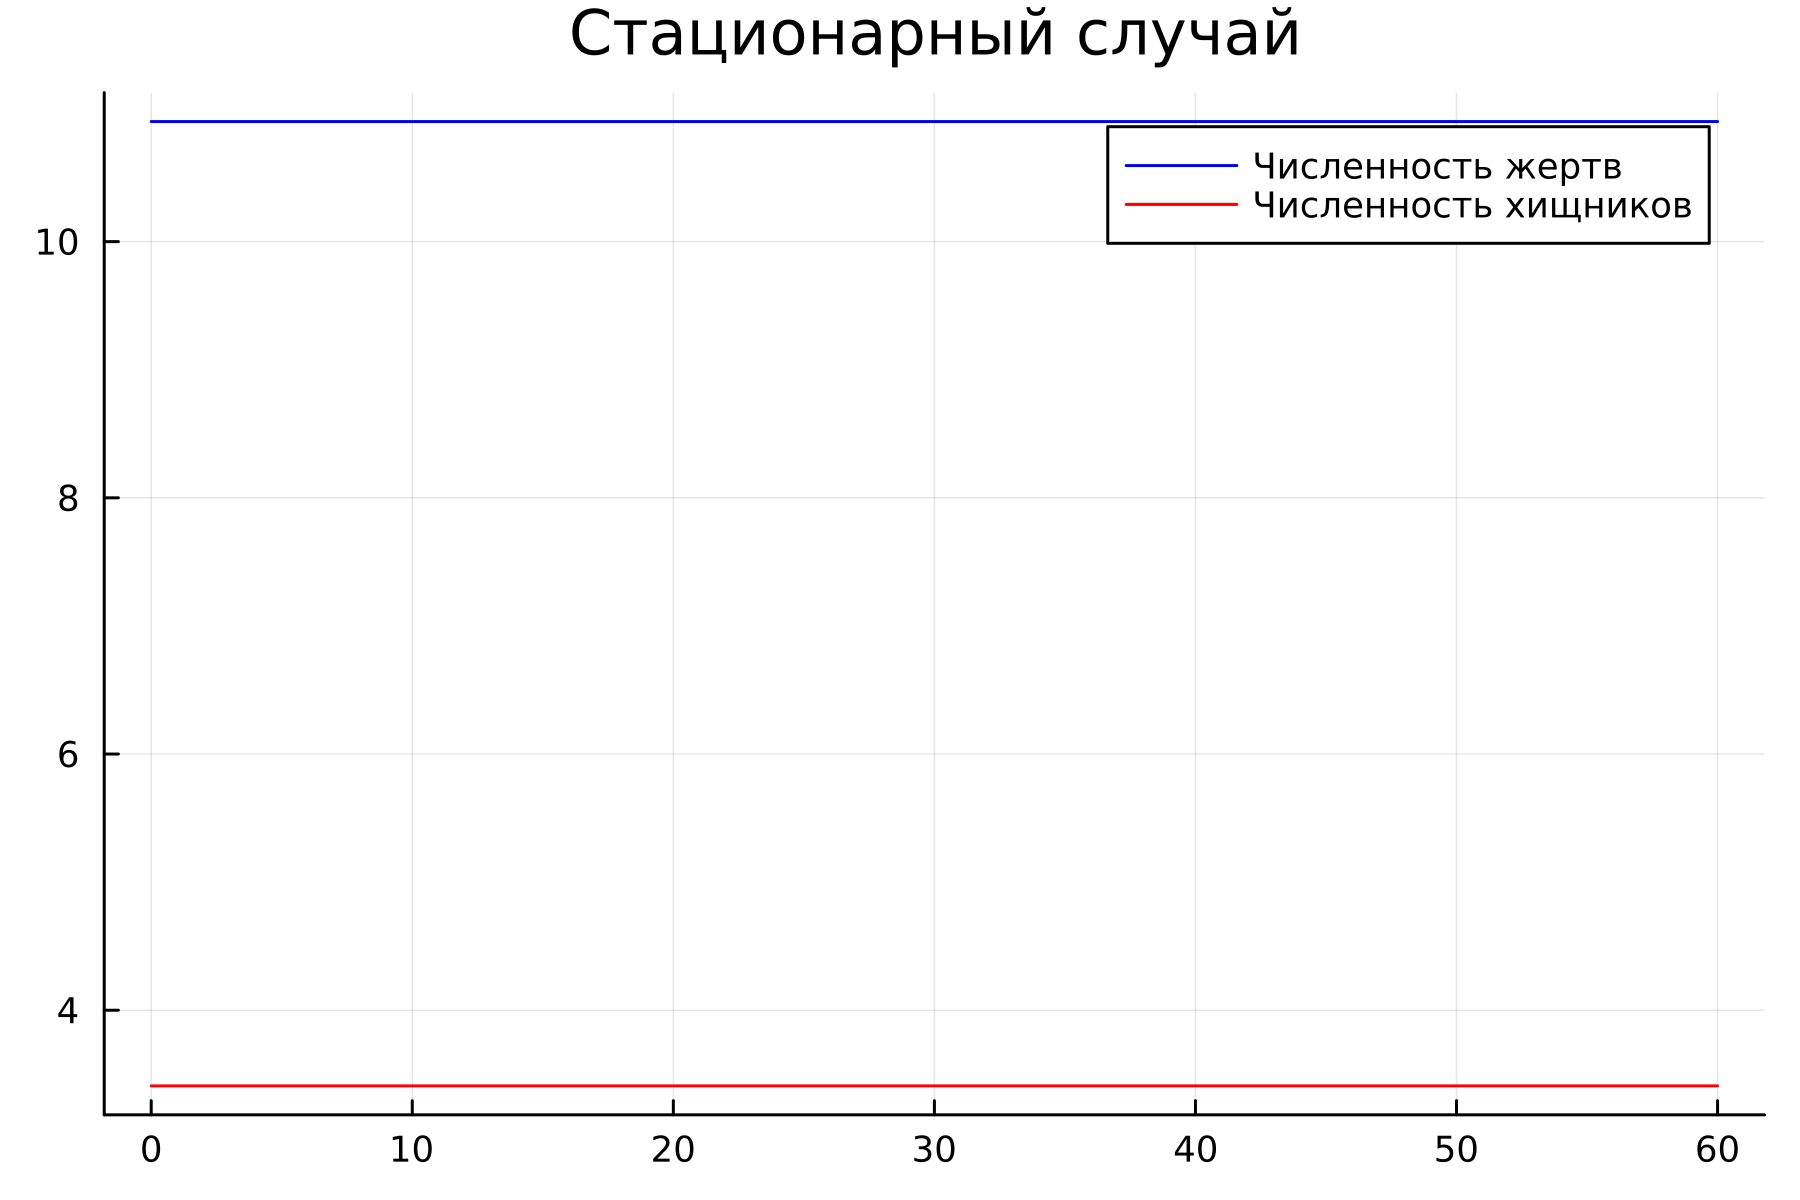 Стационарный случай
Численность жертв
Численность хищников
10
8
6
4
0 10 20 30 40 50 60